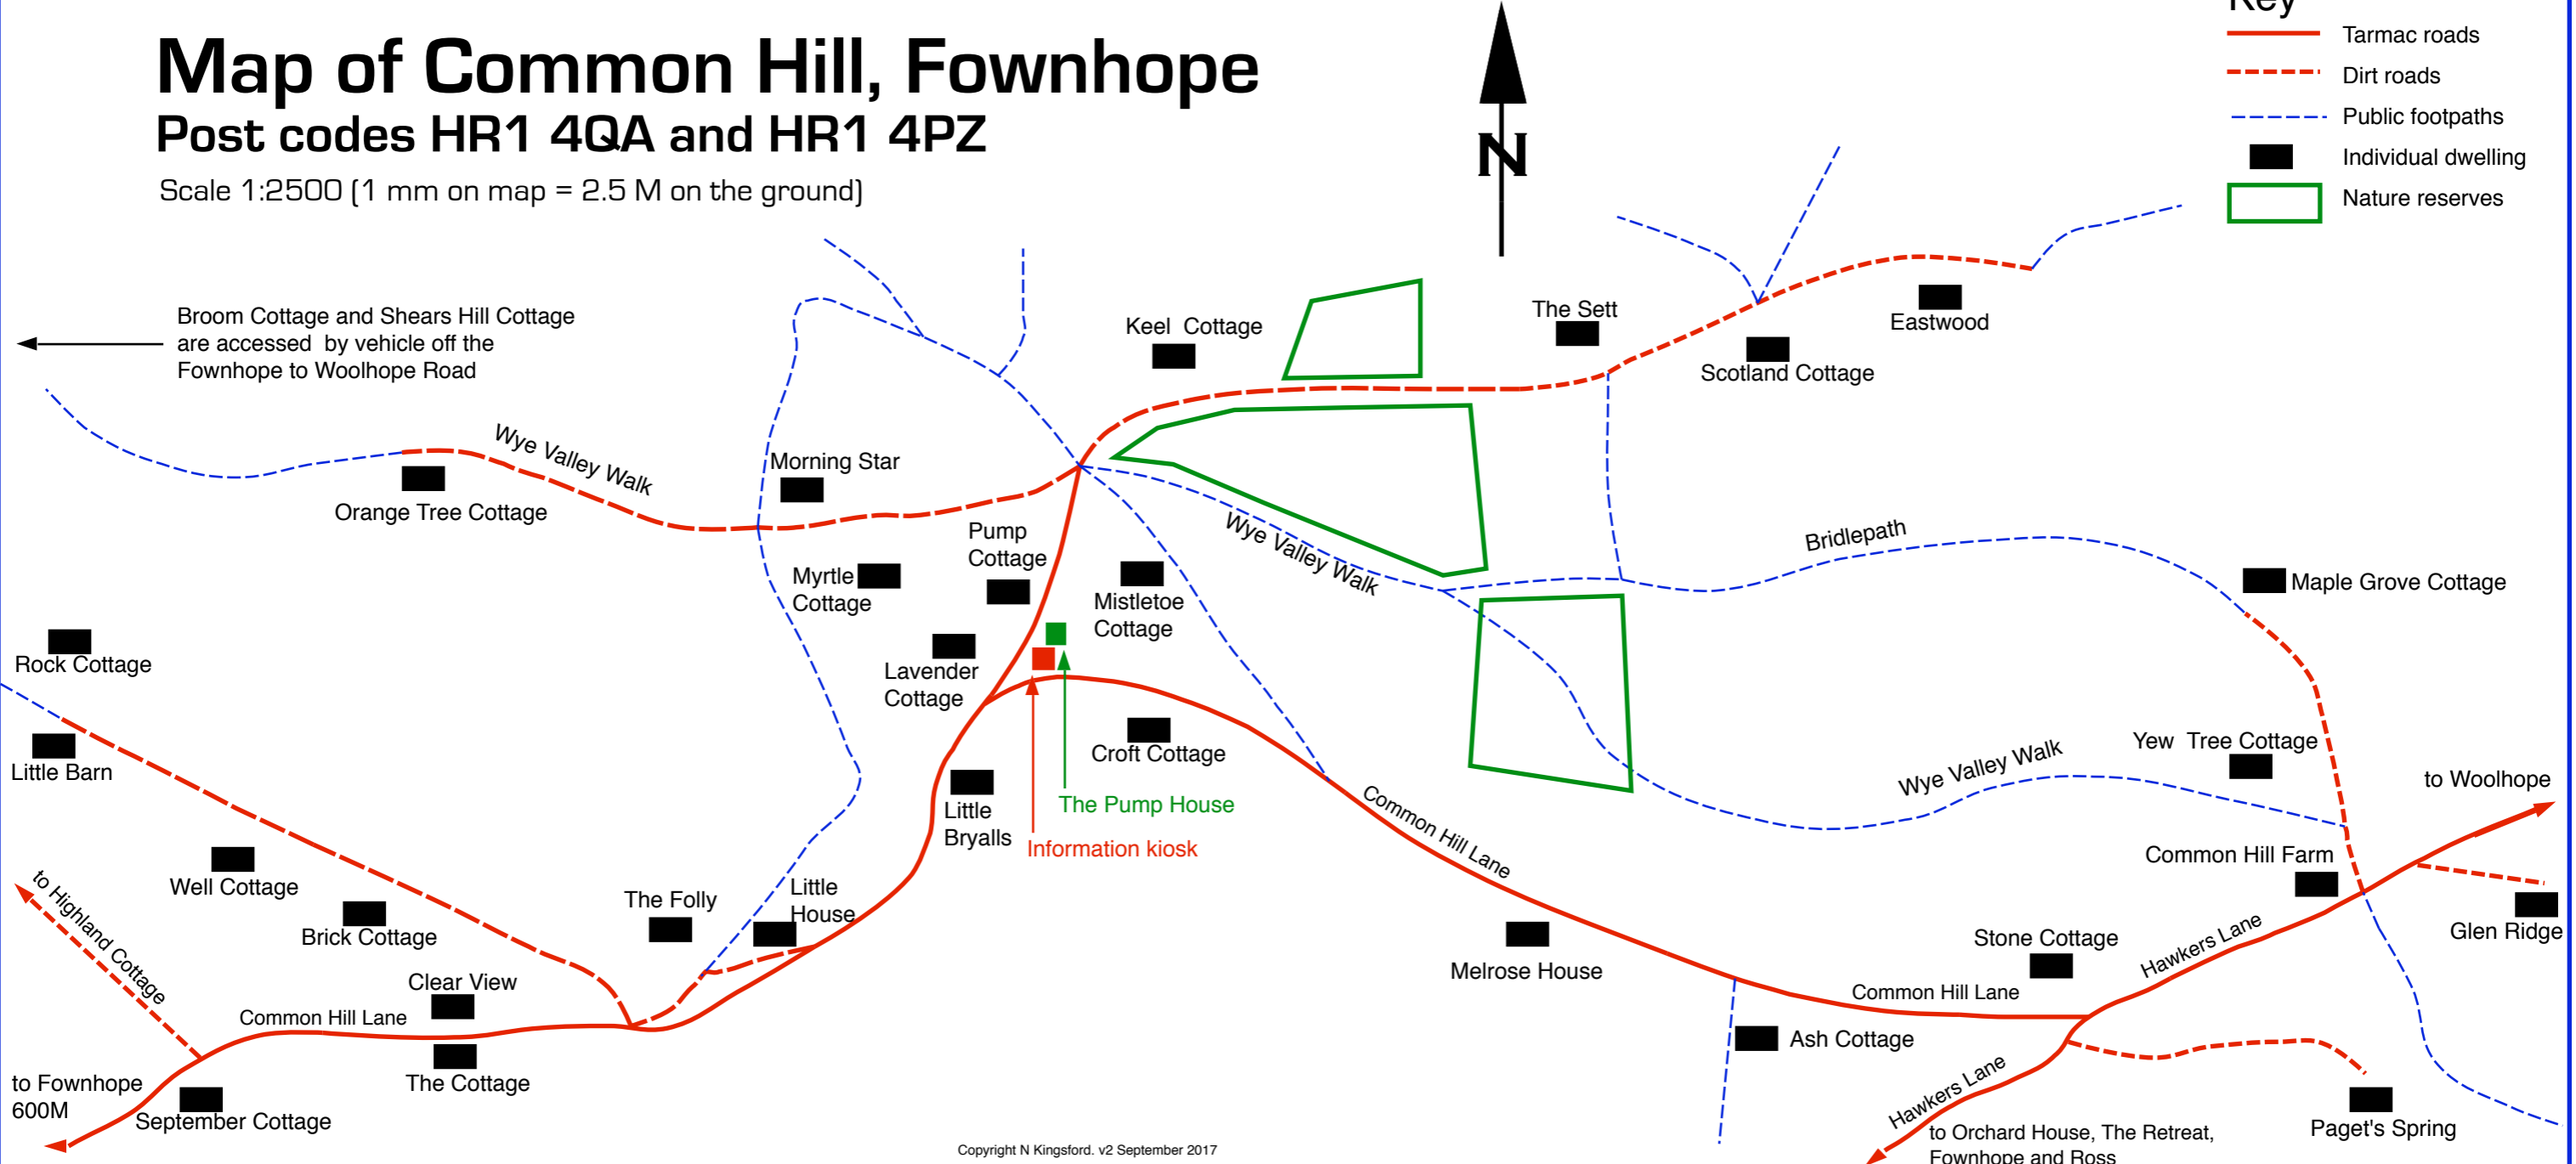 Map of Common Hill, Fownhope
Post codes HR1 4QA and HR1 4PZ
Scale 1:2500 (1 mm on map = 2.5 M on the ground)
N
Key
Tarmac roads
Dirt roads
Public footpaths
Individual dwelling
Nature reserves
Broom Cottage and Shears Hill Cottage
are accessed by vehicle off the
Fownhope to Woolhope Road
Keel Cottage
The Sett
Eastwood
Scotland Cottage
Wye Valley Walk
Morning Star
Orange Tree Cottage
Pump
Cottage
Wye Valley Walk
Bridlepath
Myrtle
Cottage
Mistletoe
Cottage
Maple Grove Cottage
Rock Cottage
Lavender
Cottage
Little Barn
Croft Cottage
Wye Valley Walk
Yew Tree Cottage
to Woolhope
Little
Bryalls
The Pump House
Information kiosk
Common Hill Lane
Common Hill Farm
Well Cottage
to Highland Cottage
The Folly
Little
House
Brick Cottage
Melrose House
Stone Cottage
Hawkers Lane
Glen Ridge
Clear View
Common Hill Lane
Common Hill Lane
Ash Cottage
The Cottage
to Fownhope
600M
September Cottage
Hawkers Lane
to Orchard House, The Retreat,
Fownhope and Ross
Paget's Spring
Copyright N Kingsford. v2 September 2017